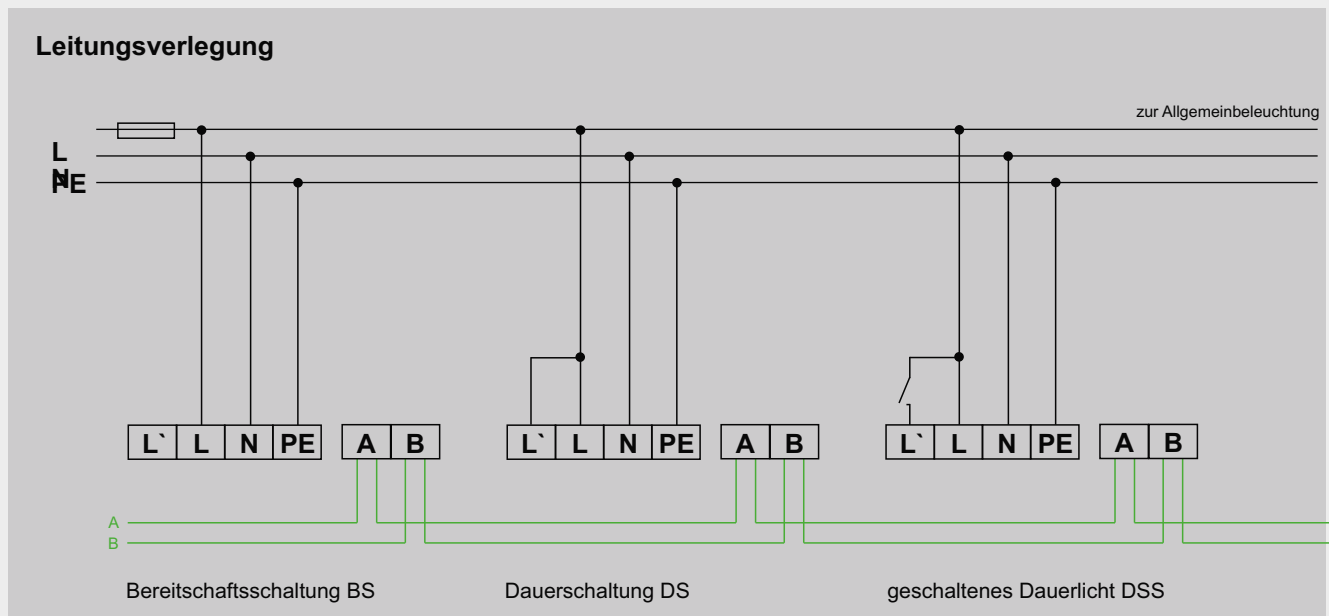 Leitungsverlegung
zur Allgemeinbeleuchtung
L
N
PE
L` L N PE A B L` L N PE A B L` L N PE A B
A
B
Bereitschaftsschaltung BS Dauerschaltung DS geschaltenes Dauerlicht DSS